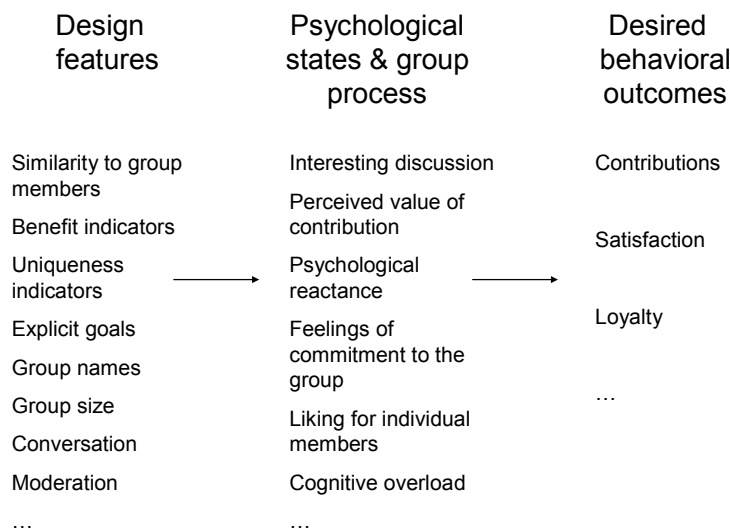 Design
features
Psychological
states & group
process
Desired
behavioral
outcomes
Similarity to group
members
Benefit indicators
Uniqueness
indicators
Explicit goals
Group names
Group size
Conversation
Moderation
…
Interesting discussion
Perceived value of
contribution
Psychological
reactance
Feelings of
commitment to the
group
Liking for individual
members
Cognitive overload
…
Contributions
Satisfaction
Loyalty
…